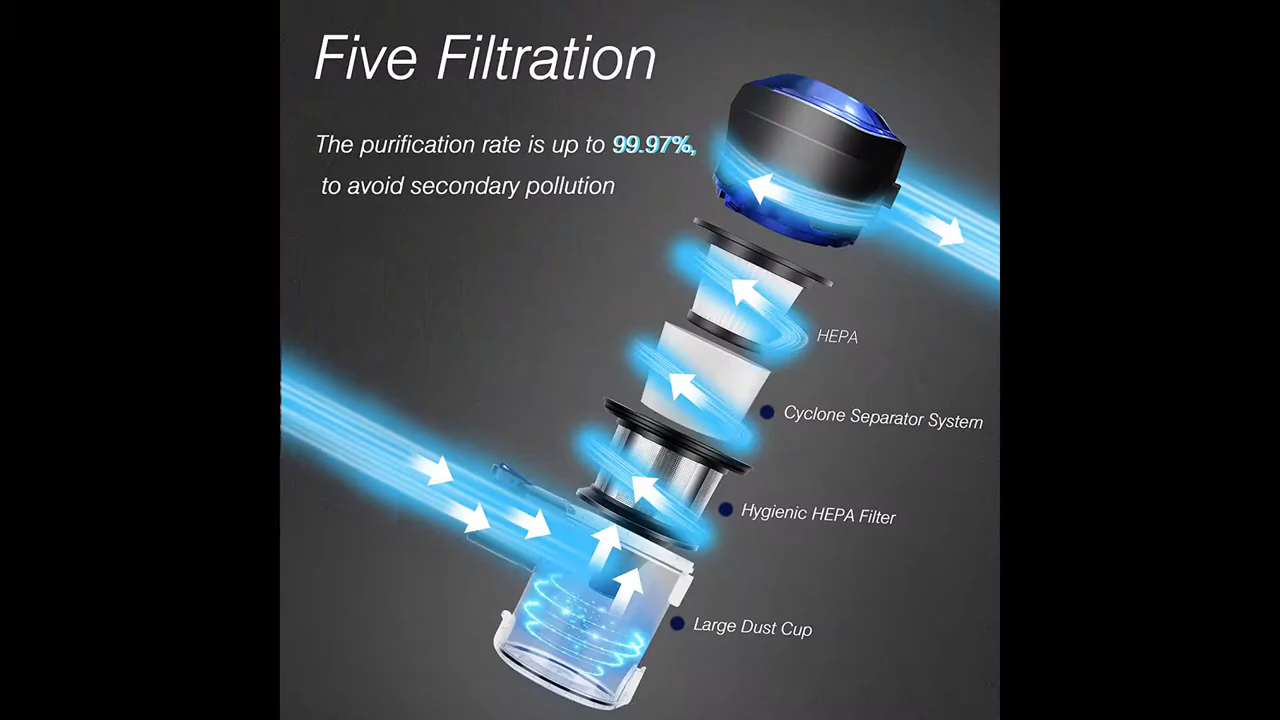 Five Filtration
The purification rate is up to 99.97%,
to avoid secondary pollution
HEPA
Cyclone Separator System
Hygienic HEPA Filter
Large Dust Cup